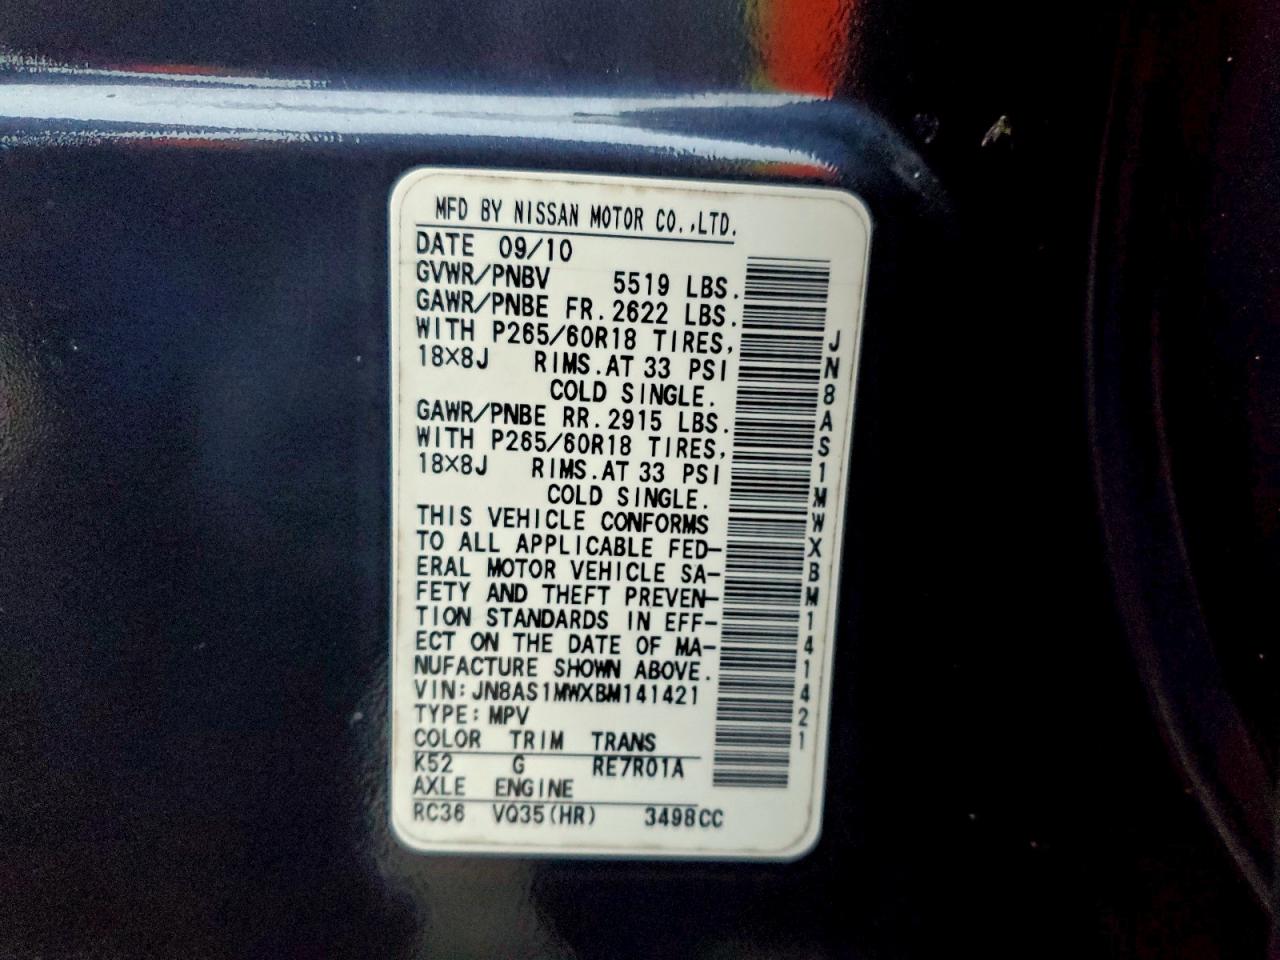 MFD BY NISSAN MOTOR CO.,LTD.
DATE 09/10
GVWR/PNBV 5519 LBS.
GAWR/PNBE FR. 2622 LBS.
WITH P265/60R18 TIRES,
18X8J RIMS.AT 33 PSI
COLD SINGLE.
GAWR/PNBE RR. 2915 LBS.
WITH P265/60R18 TIRES,
18X8J RIMS.AT 33 PSI
COLD SINGLE.
THIS VEHICLE CONFORMS
TO ALL APPLICABLE FED-
ERAL MOTOR VEHICLE SA-
FETY AND THEFT PREVEN-
TION STANDARDS IN EFF-
ECT ON THE DATE OF MA-
NUFACTURE SHOWN ABOVE.
VIN: JN8AS1MWXBM141421
TYPE: MPV
COLOR TRIM TRANS
K52 G RE7R01A
AXLE ENGINE
RC36 VQ35(HR) 3498CC
JN8AS1MWXBM141421